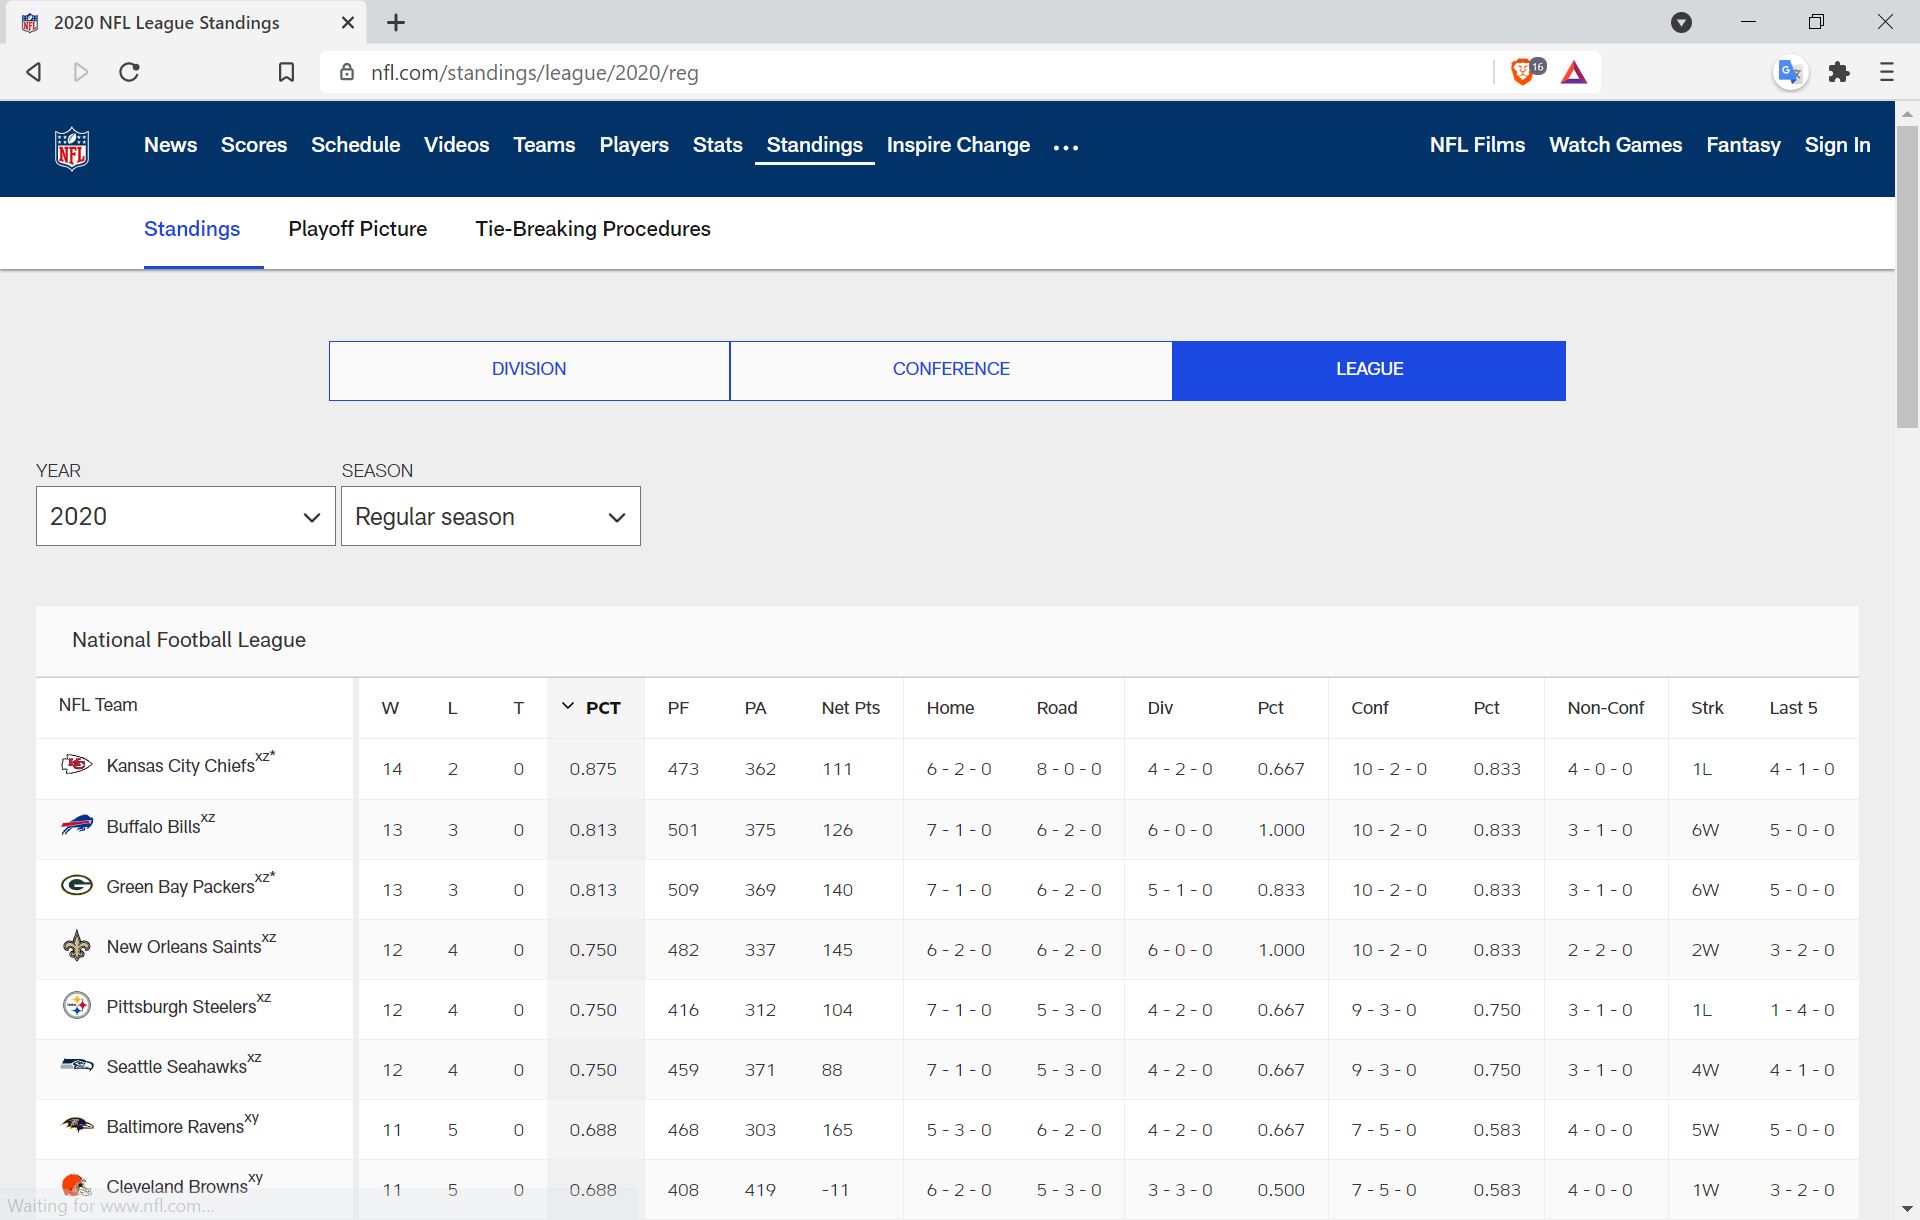 2020 NFL League Standings
nfl.com/standings/league/2020/reg
16
News Scores Schedule Videos Teams Players Stats Standings Inspire Change ... NFL Films Watch Games Fantasy Sign In
Standings Playoff Picture Tie-Breaking Procedures
DIVISION CONFERENCE LEAGUE
YEAR SEASON
2020 Regular season
National Football League
NFL Team W L T PCT PF PA Net Pts Home Road Div Pct Conf Pct Non-Conf Strk Last 5
Kansas City Chiefs xz* 14 2 0 0.875 473 362 111 6 - 2 - 0 8 - 0 - 0 4 - 2 - 0 0.667 10 - 2 - 0 0.833 4 - 0 - 0 1L 4 - 1 - 0
Buffalo Bills xz 13 3 0 0.813 501 375 126 7 - 1 - 0 6 - 2 - 0 6 - 0 - 0 1.000 10 - 2 - 0 0.833 3 - 1 - 0 6W 5 - 0 - 0
Green Bay Packers xz* 13 3 0 0.813 509 369 140 7 - 1 - 0 6 - 2 - 0 5 - 1 - 0 0.833 10 - 2 - 0 0.833 3 - 1 - 0 6W 5 - 0 - 0
New Orleans Saints xz 12 4 0 0.750 482 337 145 6 - 2 - 0 6 - 2 - 0 6 - 0 - 0 1.000 10 - 2 - 0 0.833 2 - 2 - 0 2W 3 - 2 - 0
Pittsburgh Steelers xz 12 4 0 0.750 416 312 104 7 - 1 - 0 5 - 3 - 0 4 - 2 - 0 0.667 9 - 3 - 0 0.750 3 - 1 - 0 1L 1 - 4 - 0
Seattle Seahawks xz 12 4 0 0.750 459 371 88 7 - 1 - 0 5 - 3 - 0 4 - 2 - 0 0.667 9 - 3 - 0 0.750 3 - 1 - 0 4W 4 - 1 - 0
Baltimore Ravens xy 11 5 0 0.688 468 303 165 5 - 3 - 0 6 - 2 - 0 4 - 2 - 0 0.667 7 - 5 - 0 0.583 4 - 0 - 0 5W 5 - 0 - 0
Cleveland Browns xy 11 5 0 0.688 408 419 -11 6 - 2 - 0 5 - 3 - 0 3 - 3 - 0 0.500 7 - 5 - 0 0.583 4 - 0 - 0 1W 3 - 2 - 0
Waiting for www.nfl.com...